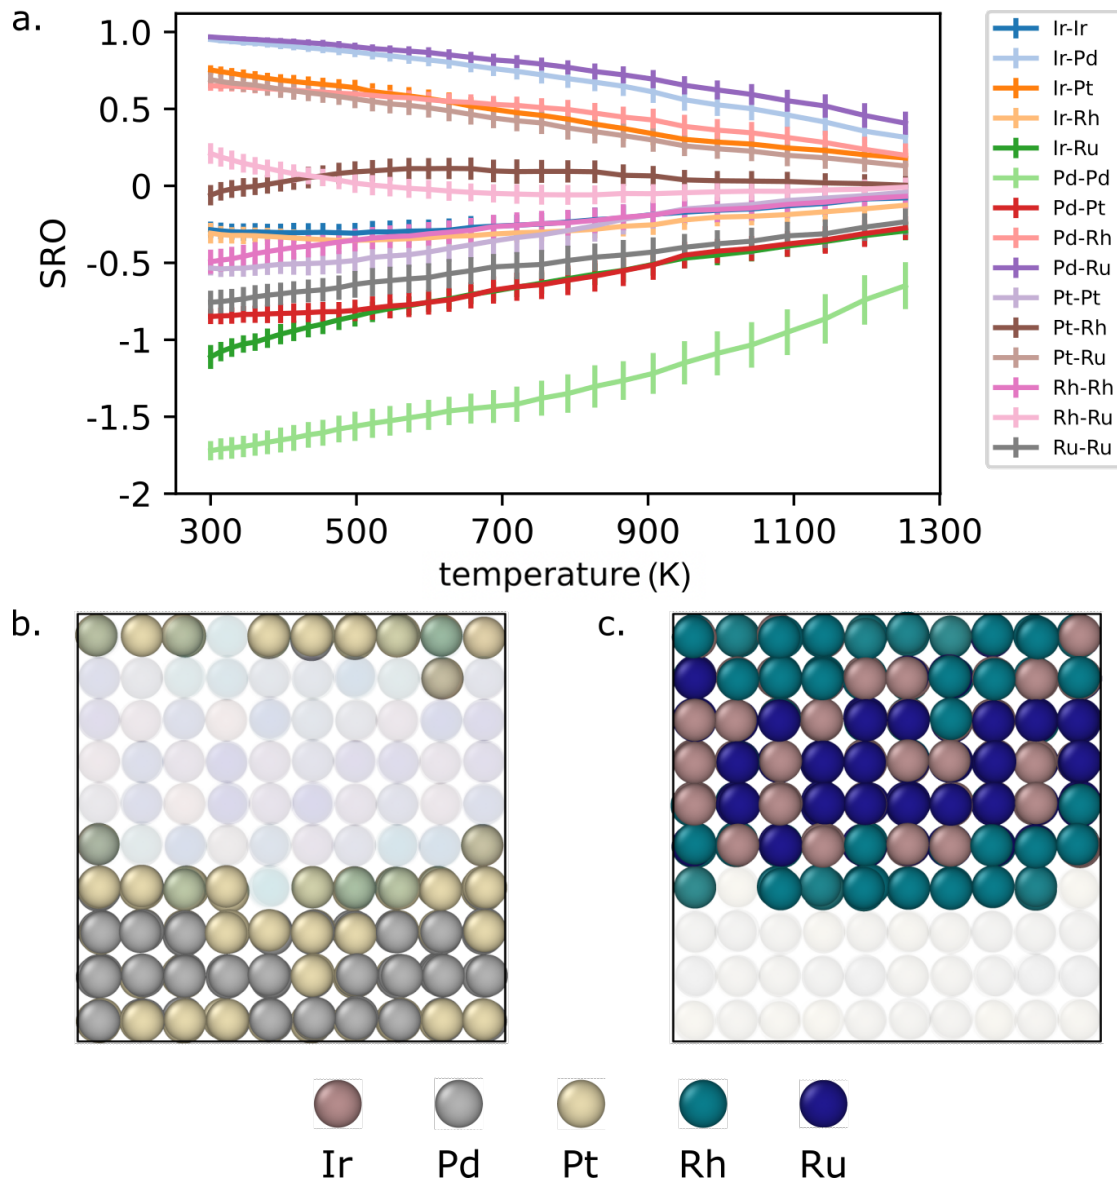 a.
1.0
0.5
0
-0.5
-1
-1.5
-2
SRO
300 500 700 900 1100 1300
temperature (K)
Ir-Ir
Ir-Pd
Ir-Pt
Ir-Rh
Ir-Ru
Pd-Pd
Pd-Pt
Pd-Rh
Pd-Ru
Pt-Pt
Pt-Rh
Pt-Ru
Rh-Rh
Rh-Ru
Ru-Ru
b.
c.
Ir Pd Pt Rh Ru